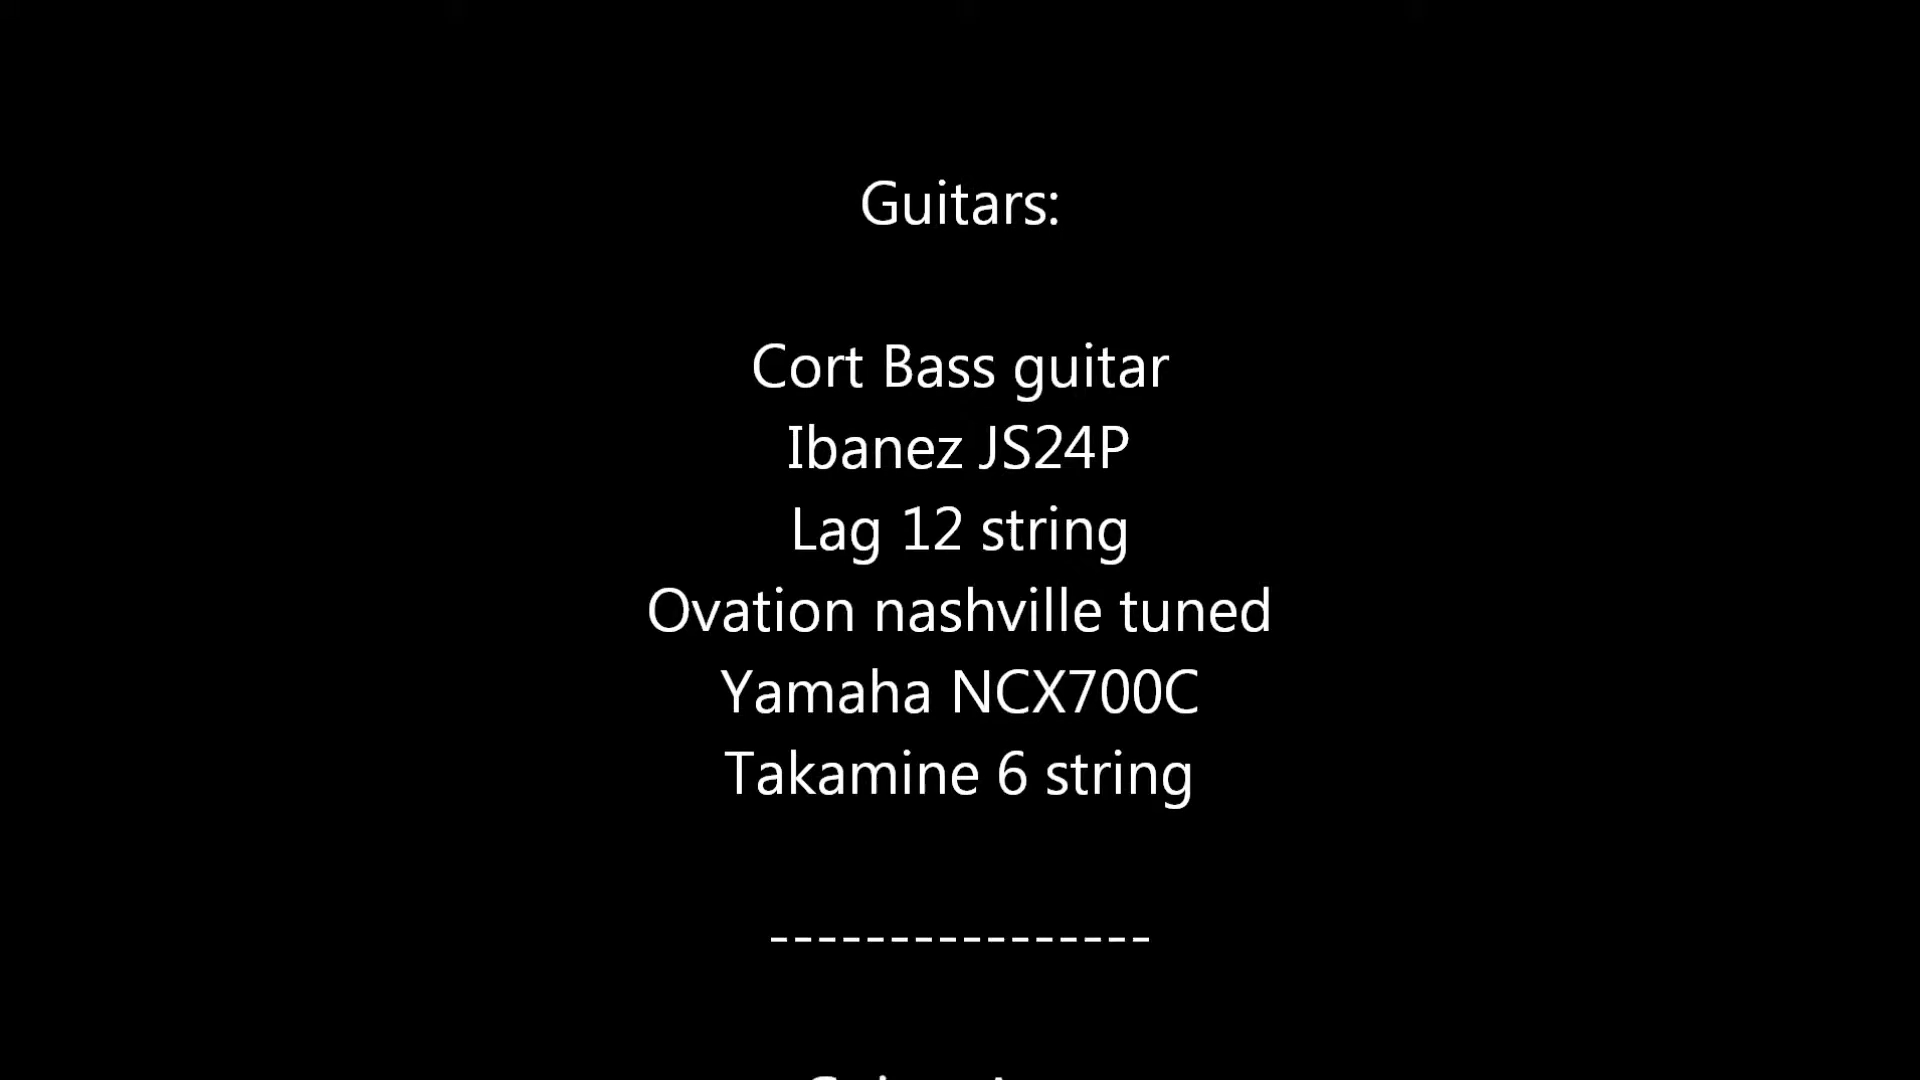 Guitars:
Cort Bass guitar
Ibanez JS24P
Lag 12 string
Ovation nashville tuned
Yamaha NCX700C
Takamine 6 string
----------------